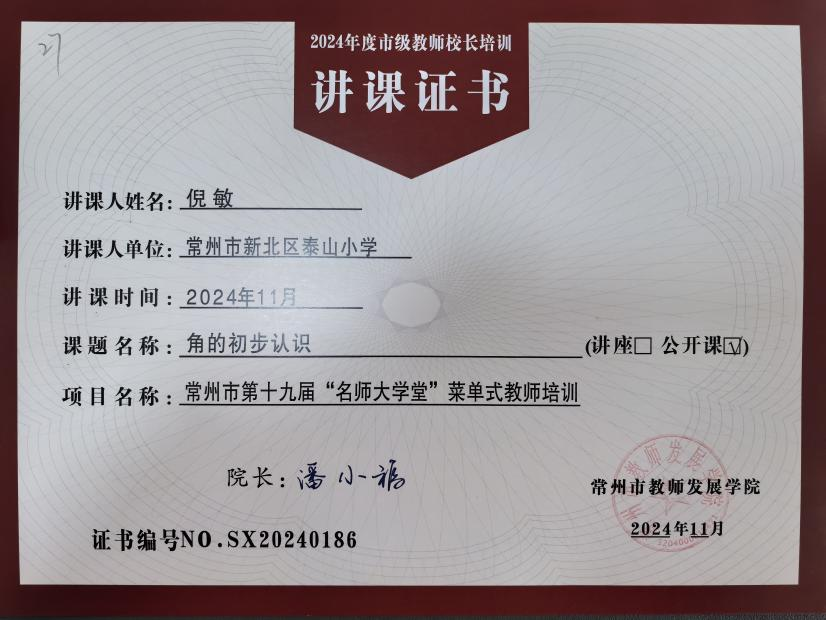 27
2024年度市级教师校长培训
讲课证书
讲课人姓名：倪敏
讲课人单位：常州市新北区泰山小学
讲课时间：2024年11月
课题名称：角的初步认识 (讲座□ 公开课☑)
项目名称：常州市第十九届“名师大学堂”菜单式教师培训
院长：潘小福
常州市教师发展学院
2024年11月
证书编号NO.SX20240186